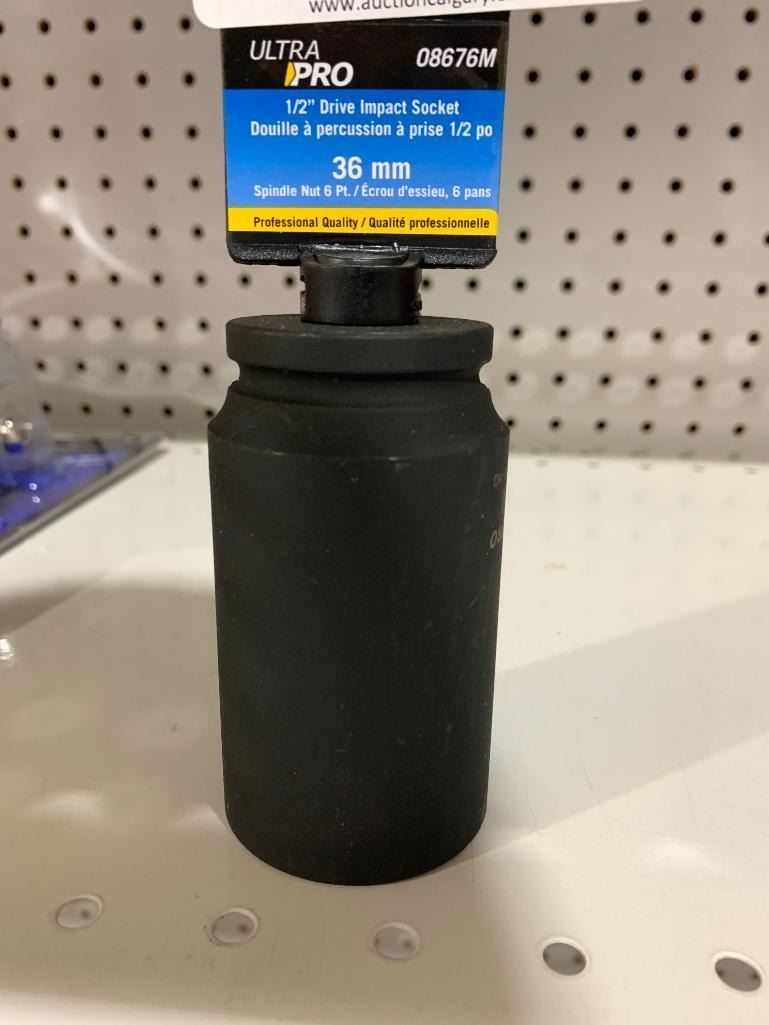 ULTRA
PRO
08676M
1/2" Drive Impact Socket
Douille à percussion à prise 1/2 po
36 mm
Spindle Nut 6 Pt. / Écrou d'essieu, 6 pans
Professional Quality / Qualité professionnelle